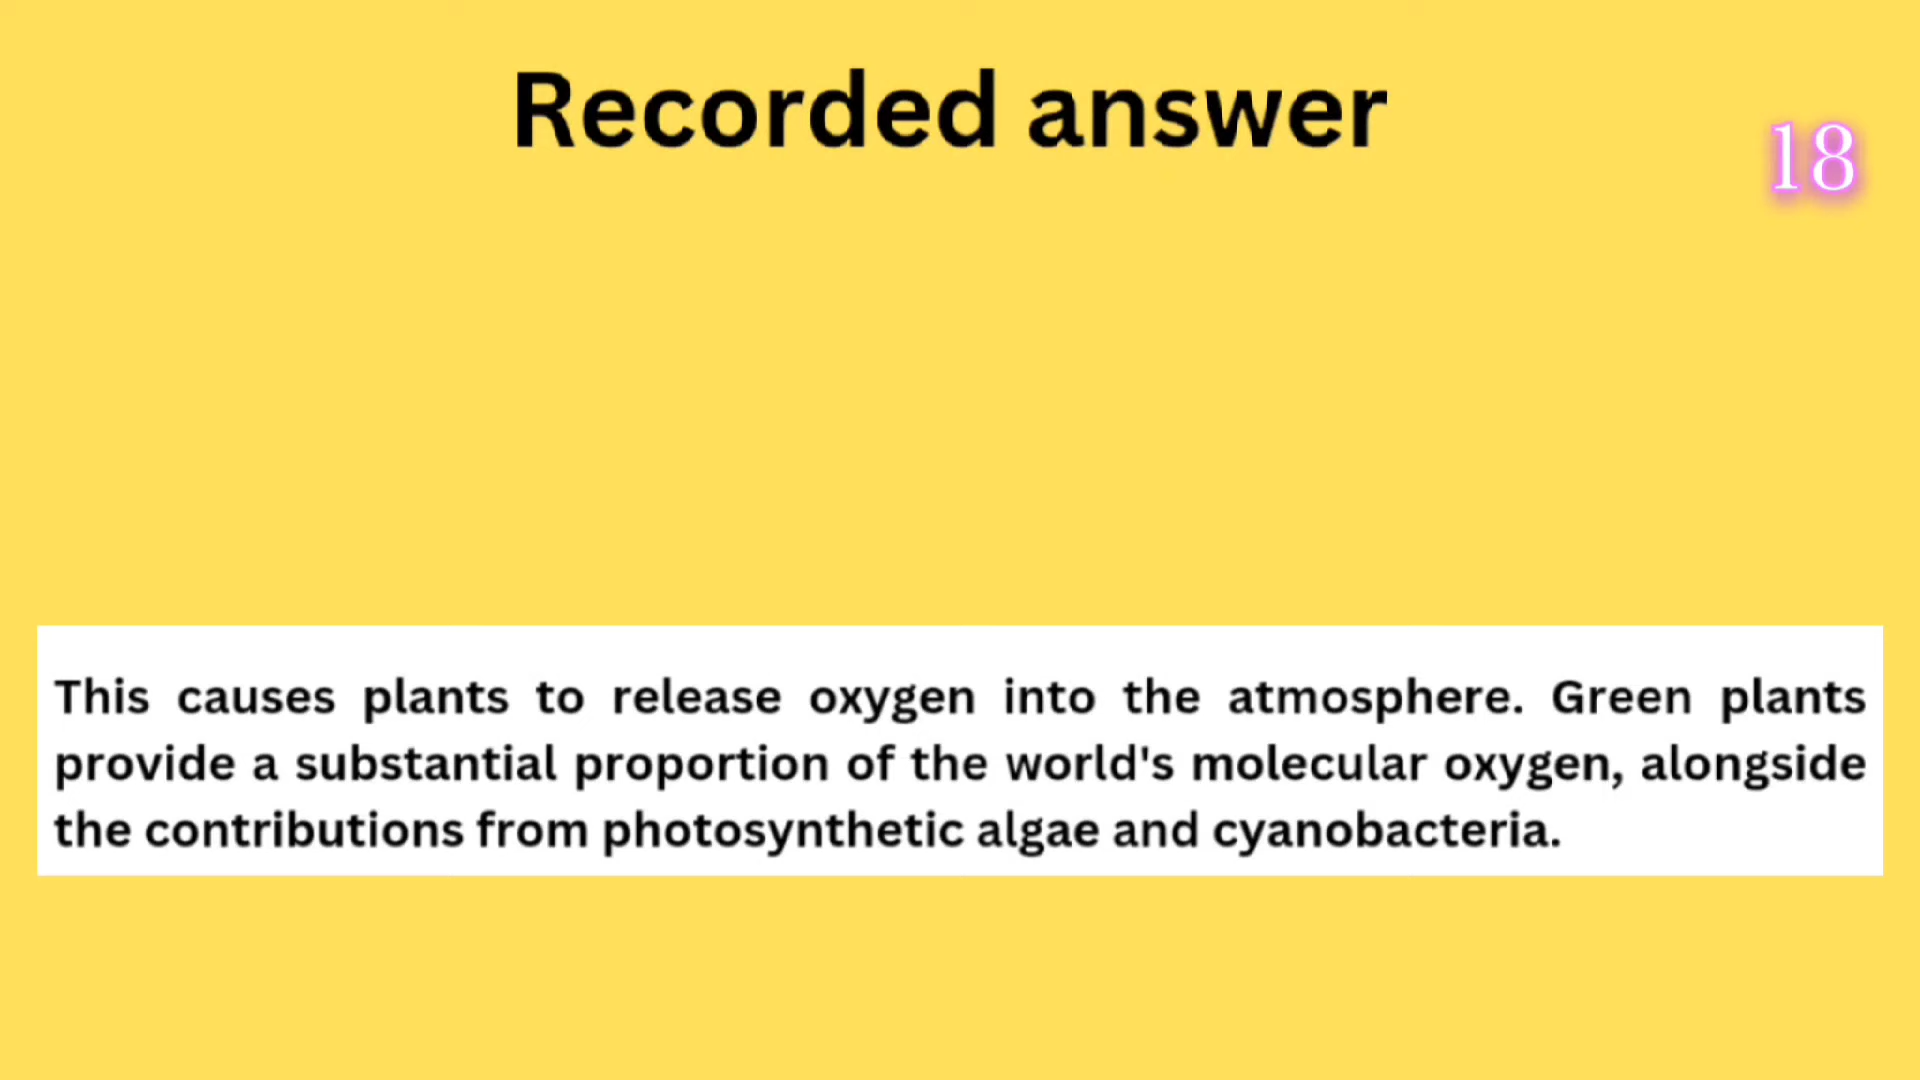 Recorded answer
18
This causes plants to release oxygen into the atmosphere. Green plants
provide a substantial proportion of the world's molecular oxygen, alongside
the contributions from photosynthetic algae and cyanobacteria.